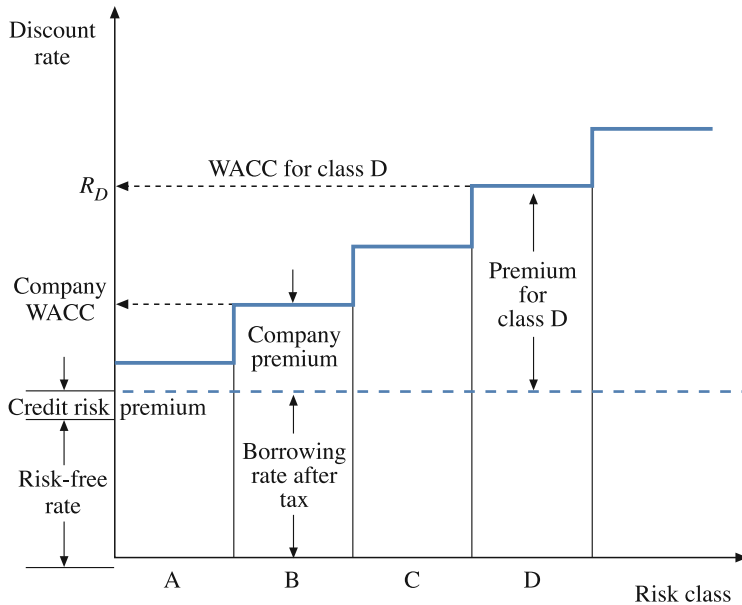 Discount
rate
WACC for class D
R_D
Company
WACC
Premium
for
class D
Company
premium
Credit risk premium
Borrowing
rate after
tax
Risk-free
rate
A B C D
Risk class